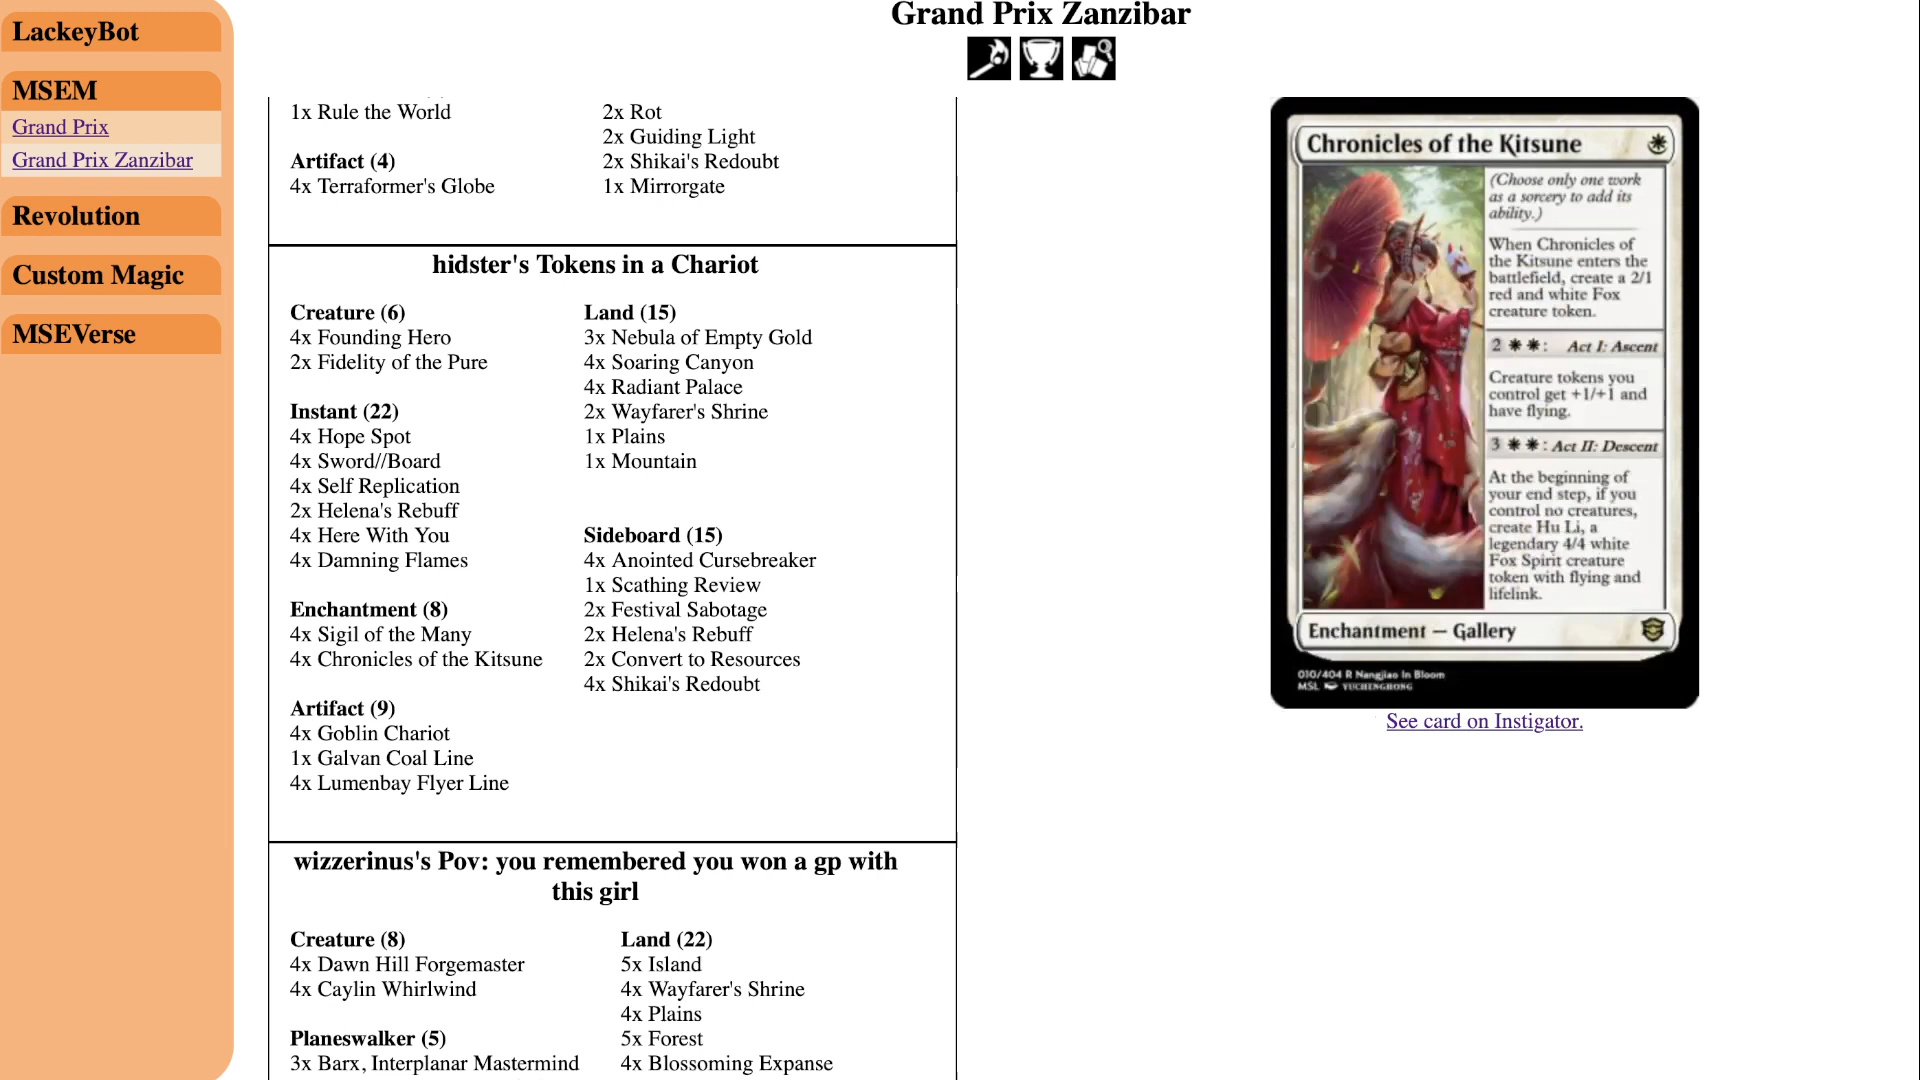 LackeyBot
MSEM
Grand Prix
Grand Prix Zanzibar
Revolution
Custom Magic
MSEVerse
Grand Prix Zanzibar
1x Rule the World
Artifact (4)
4x Terraformer's Globe
2x Rot
2x Guiding Light
2x Shikai's Redoubt
1x Mirrorgate
hidster's Tokens in a Chariot
Creature (6)
4x Founding Hero
2x Fidelity of the Pure
Instant (22)
4x Hope Spot
4x Sword//Board
4x Self Replication
2x Helena's Rebuff
4x Here With You
4x Damning Flames
Enchantment (8)
4x Sigil of the Many
4x Chronicles of the Kitsune
Artifact (9)
4x Goblin Chariot
1x Galvan Coal Line
4x Lumenbay Flyer Line
Land (15)
3x Nebula of Empty Gold
4x Soaring Canyon
4x Radiant Palace
2x Wayfarer's Shrine
1x Plains
1x Mountain
Sideboard (15)
4x Anointed Cursebreaker
1x Scathing Review
2x Festival Sabotage
2x Helena's Rebuff
2x Convert to Resources
4x Shikai's Redoubt
wizzerinus's Pov: you remembered you won a gp with
this girl
Creature (8)
4x Dawn Hill Forgemaster
4x Caylin Whirlwind
Planeswalker (5)
3x Barx, Interplanar Mastermind
Land (22)
5x Island
4x Wayfarer's Shrine
4x Plains
5x Forest
4x Blossoming Expanse
Chronicles of the Kitsune
(Choose only one work
as a sorcery to add its
ability.)
When Chronicles of
the Kitsune enters the
battlefield, create a 2/1
red and white Fox
creature token.
2 : Act I: Ascent
Creature tokens you
control get +1/+1 and
have flying.
3 : Act II: Descent
At the beginning of
your end step, if you
control no creatures,
create Hu Li, a
legendary 4/4 white
Fox Spirit creature
token with flying and
lifelink.
Enchantment — Gallery
010/404 R Nangjiao In Bloom
MSL YUCHENGHONG
See card on Instigator.